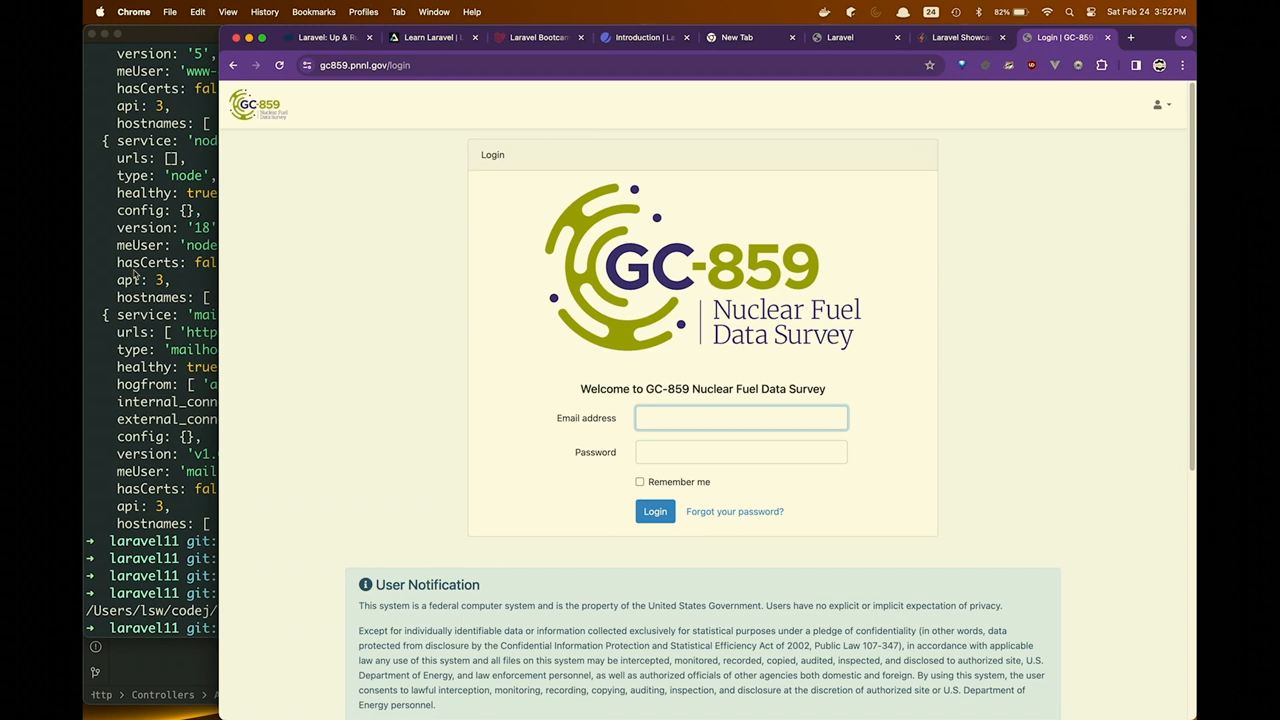 Chrome File Edit View History Bookmarks Profiles Tab Window Help 24 82% Sat Feb 24 3:52 PM
Laravel: Up & Ru Learn Laravel | Laravel Bootcam Introduction | La New Tab Laravel Laravel Showcas Login | GC-859
gc859.pnnl.gov/login
version: '5',
meUser: 'www-
hasCerts: fal
api: 3,
hostnames: [
{ service: 'nod
urls: [],
type: 'node',
healthy: true
config: {},
version: '18'
meUser: 'node
hasCerts: fal
api: 3,
hostnames: [
{ service: 'mai
urls: [ 'http
type: 'mailho
healthy: true
hogfrom: [ 'a
internal_conn
external_conn
config: {},
version: 'v1.
meUser: 'mail
hasCerts: fal
api: 3,
hostnames: [
➜ laravel11 git:
➜ laravel11 git:
➜ laravel11 git:
➜ laravel11 git:
/Users/lsw/codej/
➜ laravel11 git:
Http > Controllers > A
GC-859
Nuclear Fuel
Data Survey
Login
GC-859
Nuclear Fuel
Data Survey
Welcome to GC-859 Nuclear Fuel Data Survey
Email address
Password
Remember me
Login Forgot your password?
User Notification
This system is a federal computer system and is the property of the United States Government. Users have no explicit or implicit expectation of privacy.
Except for individually identifiable data or information collected exclusively for statistical purposes under a pledge of confidentiality (in other words, data
protected from disclosure by the Confidential Information Protection and Statistical Efficiency Act of 2002, Public Law 107-347), in accordance with applicable
law any use of this system and all files on this system may be intercepted, monitored, recorded, copied, audited, inspected, and disclosed to authorized site, U.S.
Department of Energy, and law enforcement personnel, as well as authorized officials of other agencies both domestic and foreign. By using this system, the user
consents to lawful interception, monitoring, recording, copying, auditing, inspection, and disclosure at the discretion of authorized site or U.S. Department of
Energy personnel.